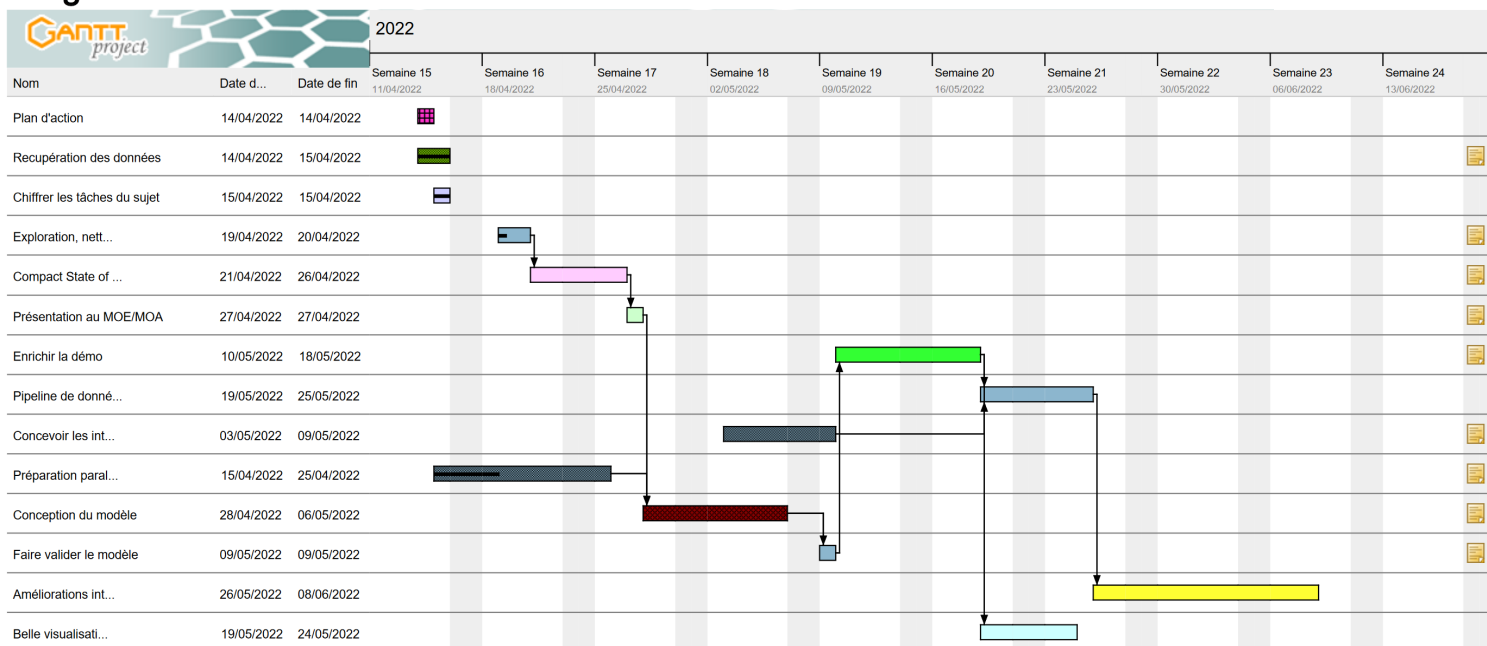 GANTT
project
2022
Nom Date d... Date de fin
Semaine 15 Semaine 16 Semaine 17 Semaine 18 Semaine 19 Semaine 20 Semaine 21 Semaine 22 Semaine 23 Semaine 24
11/04/2022 18/04/2022 25/04/2022 02/05/2022 09/05/2022 16/05/2022 23/05/2022 30/05/2022 06/06/2022 13/06/2022
Plan d'action 14/04/2022 14/04/2022
Recupération des données 14/04/2022 15/04/2022
Chiffrer les tâches du sujet 15/04/2022 15/04/2022
Exploration, nett... 19/04/2022 20/04/2022
Compact State of ... 21/04/2022 26/04/2022
Présentation au MOE/MOA 27/04/2022 27/04/2022
Enrichir la démo 10/05/2022 18/05/2022
Pipeline de donné... 19/05/2022 25/05/2022
Concevoir les int... 03/05/2022 09/05/2022
Préparation paral... 15/04/2022 25/04/2022
Conception du modèle 28/04/2022 06/05/2022
Faire valider le modèle 09/05/2022 09/05/2022
Améliorations int... 26/05/2022 08/06/2022
Belle visualisati... 19/05/2022 24/05/2022